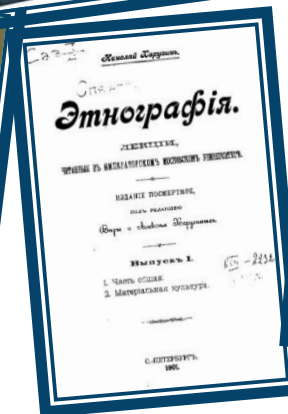 Николай Харузинъ.
Этнографія.
ЛЕКЦІИ,
ЧИТАННЫЯ ВЪ ИМПЕРАТОРСКОМЪ МОСКОВСКОМЪ УНИВЕРСИТЕТѢ.
ИЗДАНІЕ ПОСМЕРТНОЕ,
ПОДЪ РЕДАКЦІЕЮ
Вѣры и Алексѣя Харузиныхъ.
Выпускъ I.
1. Часть общая.
2. Матеріальная культура.
С.-ПЕТЕРБУРГЪ.
1901.